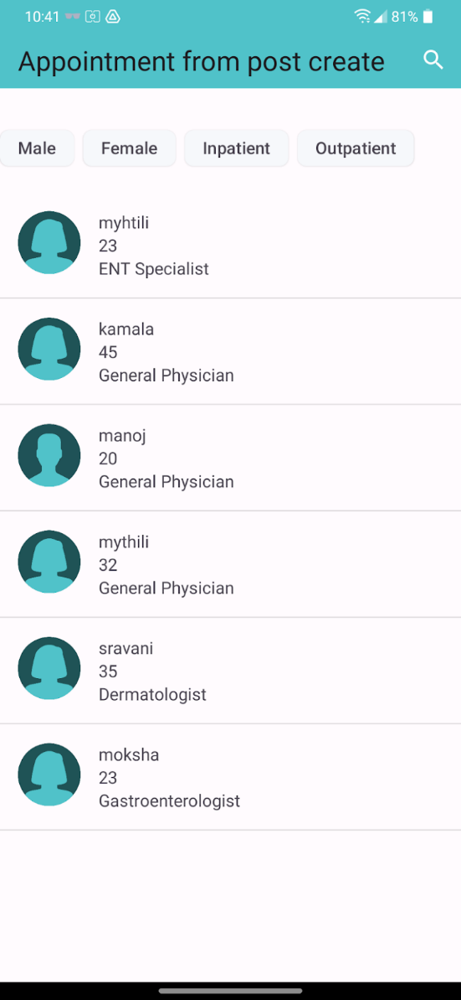 10:41
81%
Appointment from post create
Male
Female
Inpatient
Outpatient
myhtili
23
ENT Specialist
kamala
45
General Physician
manoj
20
General Physician
mythili
32
General Physician
sravani
35
Dermatologist
moksha
23
Gastroenterologist